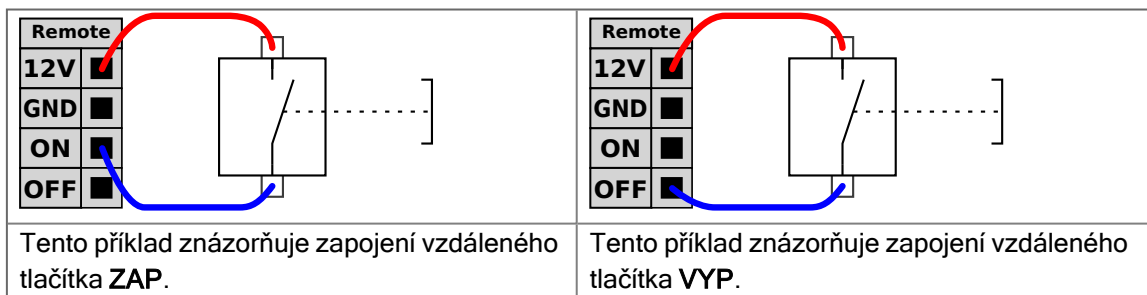 Remote
12V
GND
ON
OFF
Tento příklad znázorňuje zapojení vzdáleného
tlačítka ZAP.
Remote
12V
GND
ON
OFF
Tento příklad znázorňuje zapojení vzdáleného
tlačítka VYP.